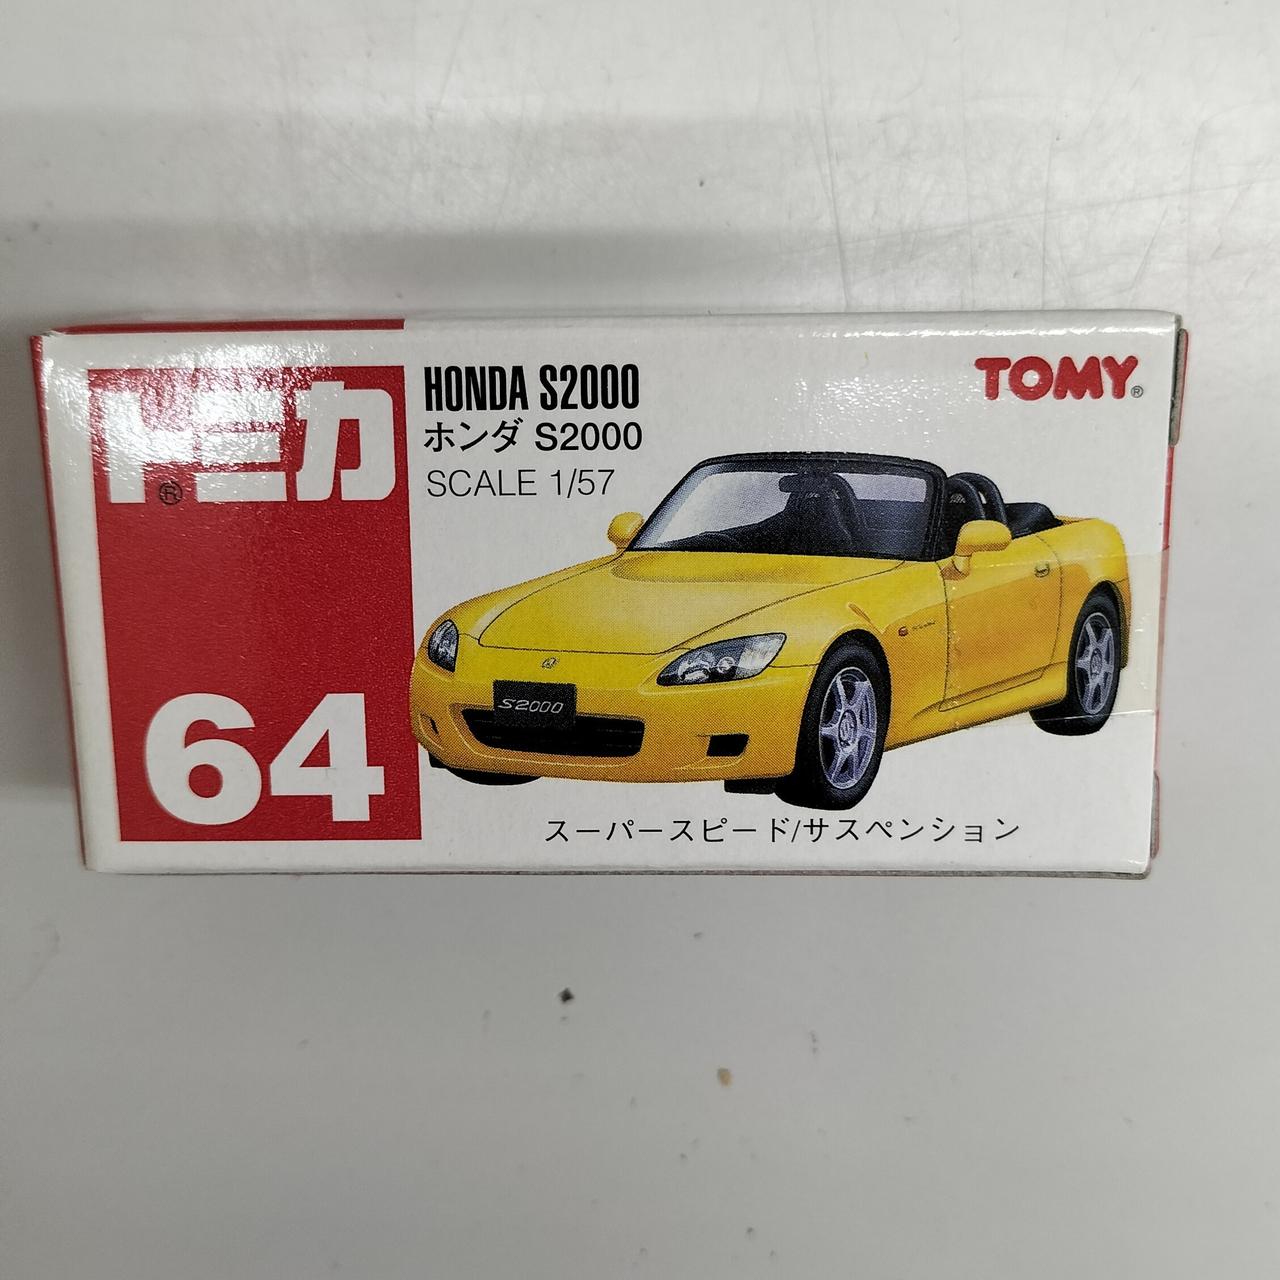 トミカ®
HONDA S2000
ホンダ S2000
SCALE 1/57
TOMY®
S2000
64
スーパースピード/サスペンション